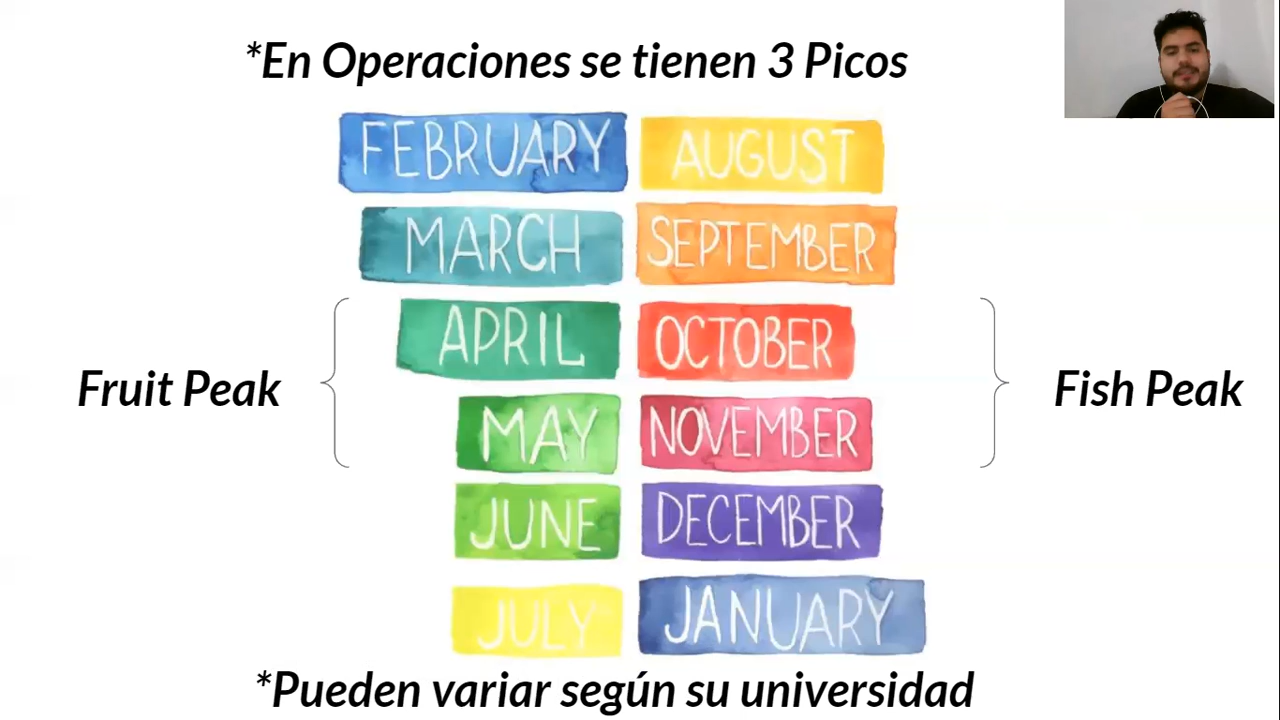 *En Operaciones se tienen 3 Picos
FEBRUARY
MARCH
APRIL
MAY
JUNE
JULY
AUGUST
SEPTEMBER
OCTOBER
NOVEMBER
DECEMBER
JANUARY
Fruit Peak
Fish Peak
*Pueden variar según su universidad